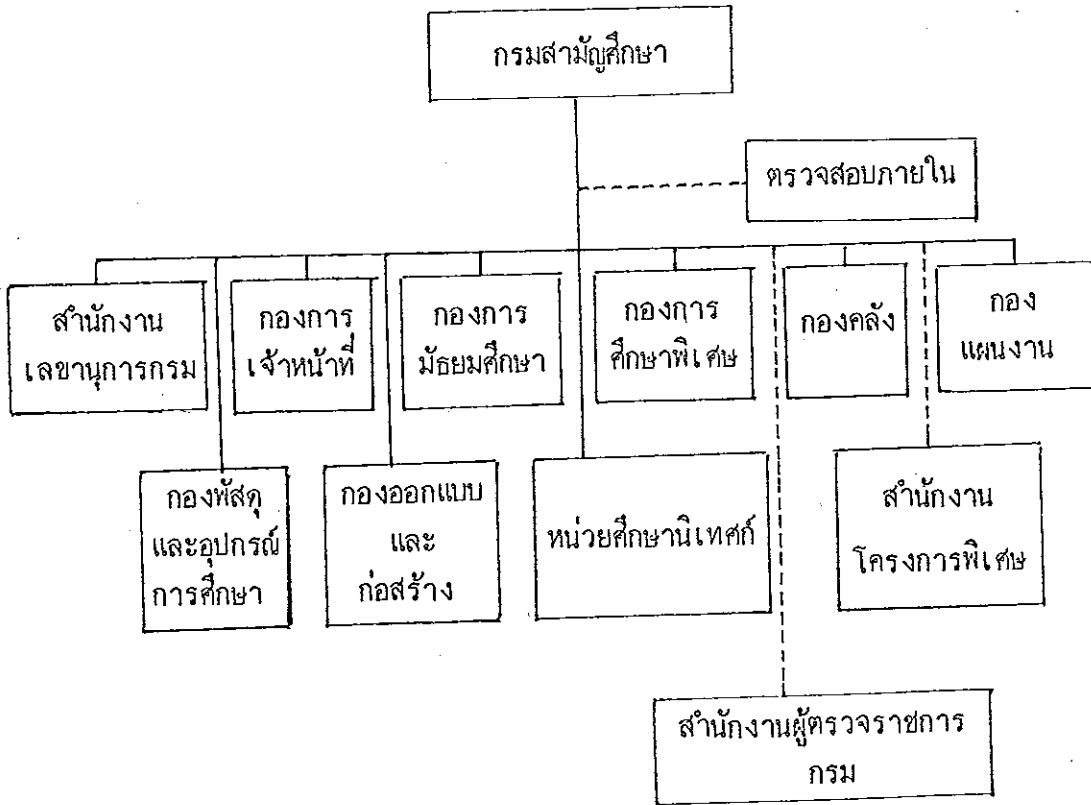 กรมสามัญศึกษา
ตรวจสอบภายใน
สำนักงาน
เลขานุการกรม
กองการ
เจ้าหน้าที่
กองการ
มัธยมศึกษา
กองการ
ศึกษาพิเศษ
กองคลัง
กอง
แผนงาน
กองพัสดุ
และอุปกรณ์
การศึกษา
กองออกแบบ
และ
ก่อสร้าง
หน่วยศึกษานิเทศก์
สำนักงาน
โครงการพิเศษ
สำนักงานผู้ตรวจราชการ
กรม